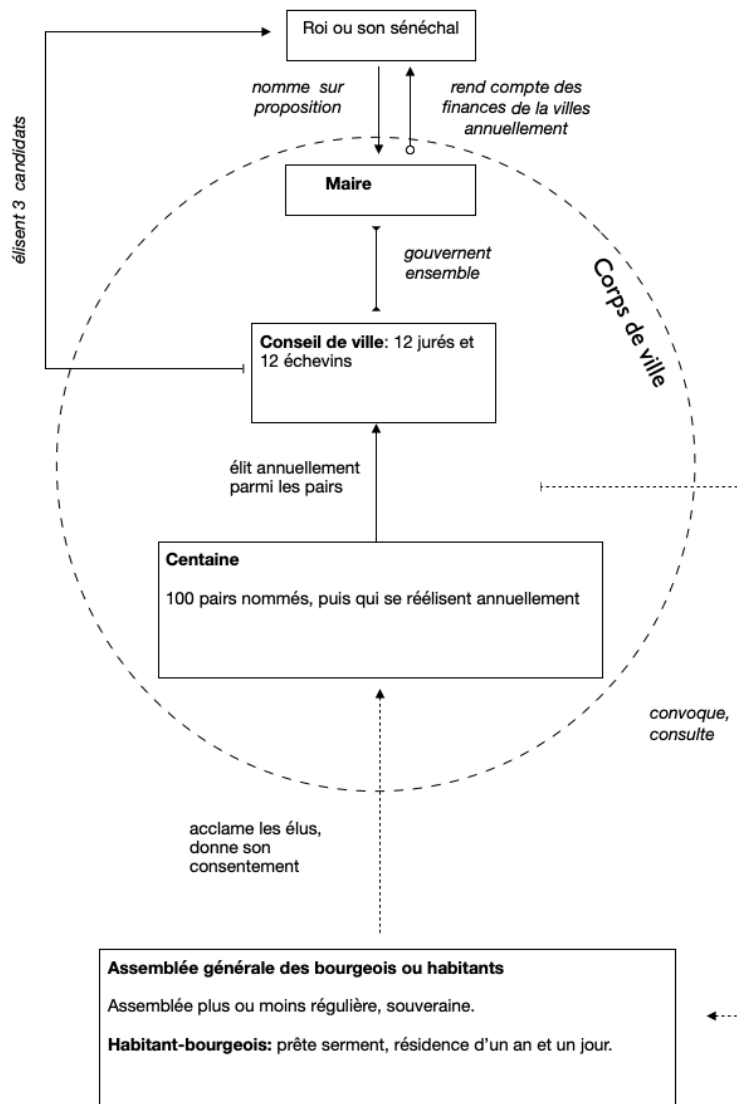 Roi ou son sénéchal
nomme sur
proposition
rend compte des
finances de la villes
annuellement
élisent 3 candidats
Maire
gouvernent
ensemble
Corps de ville
Conseil de ville: 12 jurés et
12 échevins
élit annuellement
parmi les pairs
Centaine
100 pairs nommés, puis qui se réélisent annuellement
convoque,
consulte
acclame les élus,
donne son
consentement
Assemblée générale des bourgeois ou habitants
Assemblée plus ou moins régulière, souveraine.
Habitant-bourgeois: prête serment, résidence d'un an et un jour.